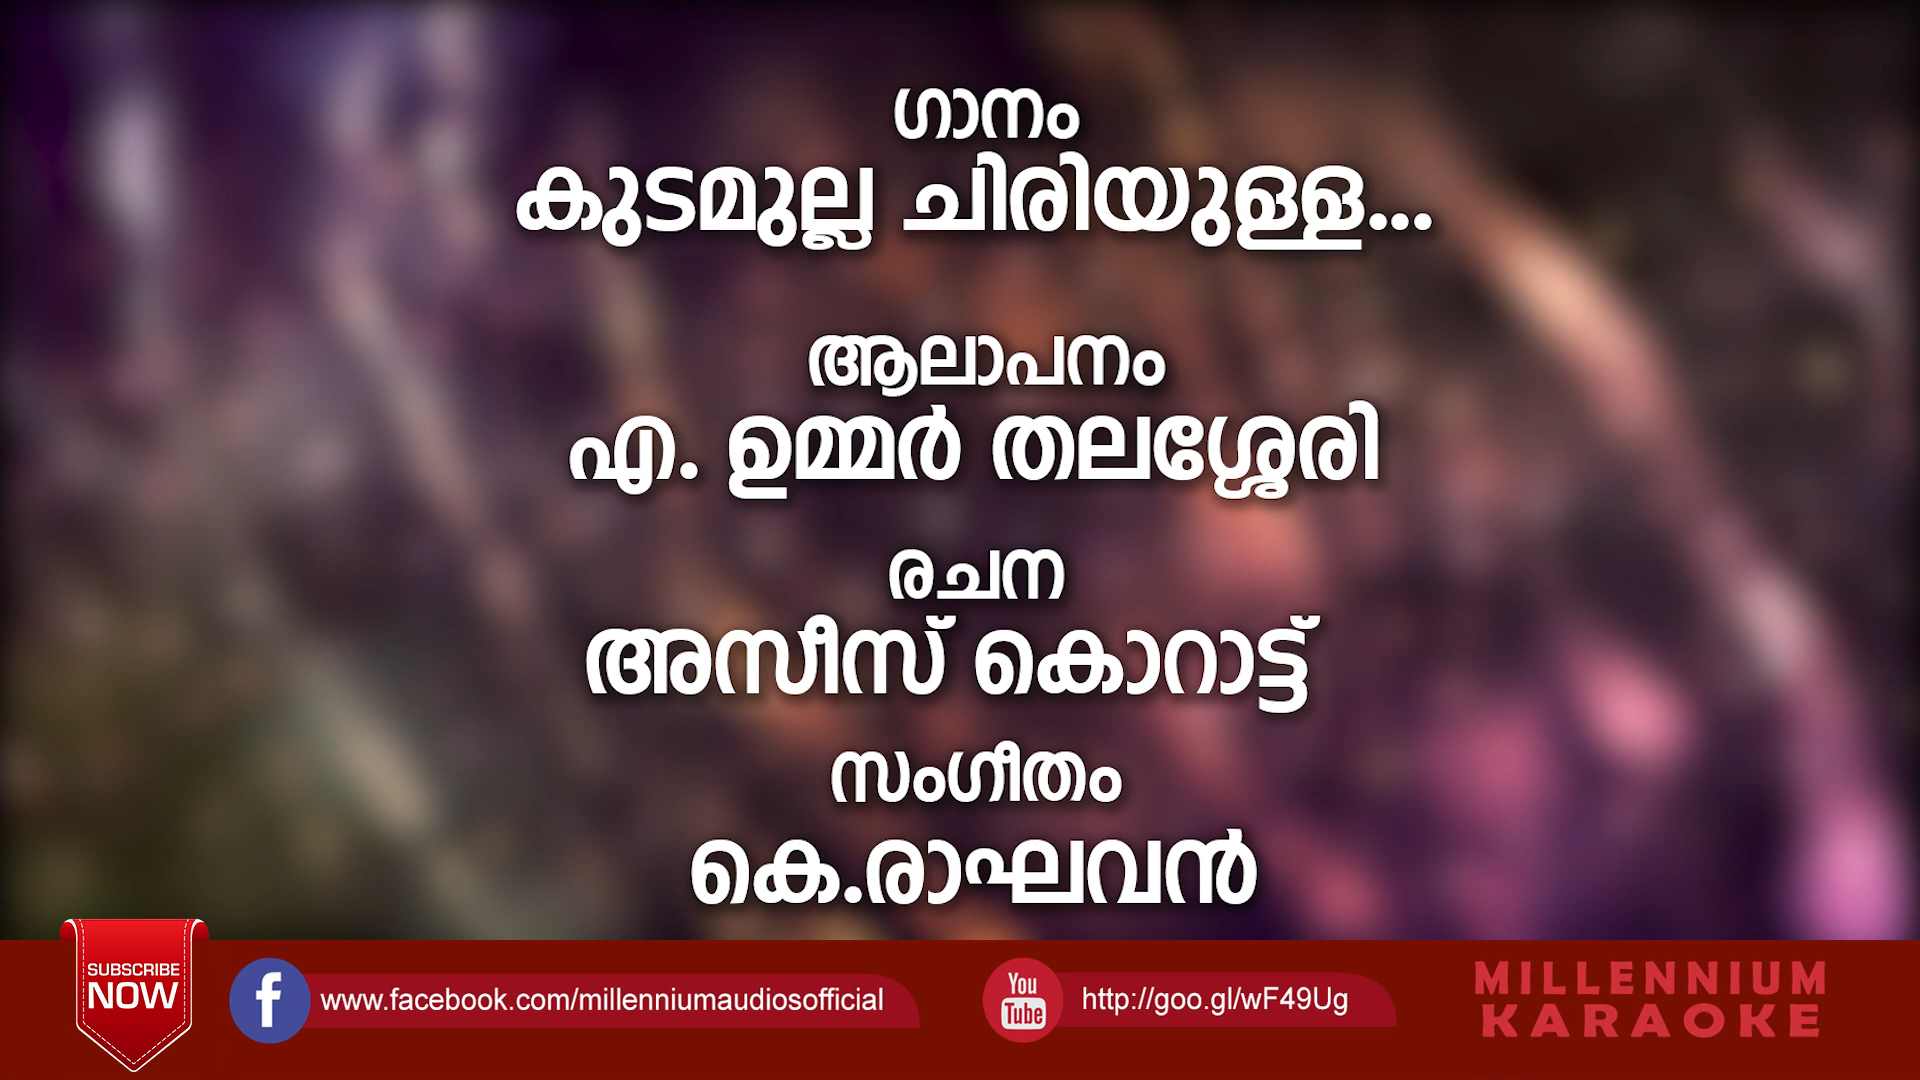 ഗാനം
കുടമുല്ല ചിരിയുള്ള...
ആലാപനം
എ. ഉമ്മർ തലശ്ശേരി
രചന
അസീസ് കൊറാട്ട്
സംഗീതം
കെ.രാഘവൻ
SUBSCRIBE
NOW
f www.facebook.com/millenniumaudiosofficial
You
Tube
http://goo.gl/wF49Ug
MILLENNIUM
KARAOKE